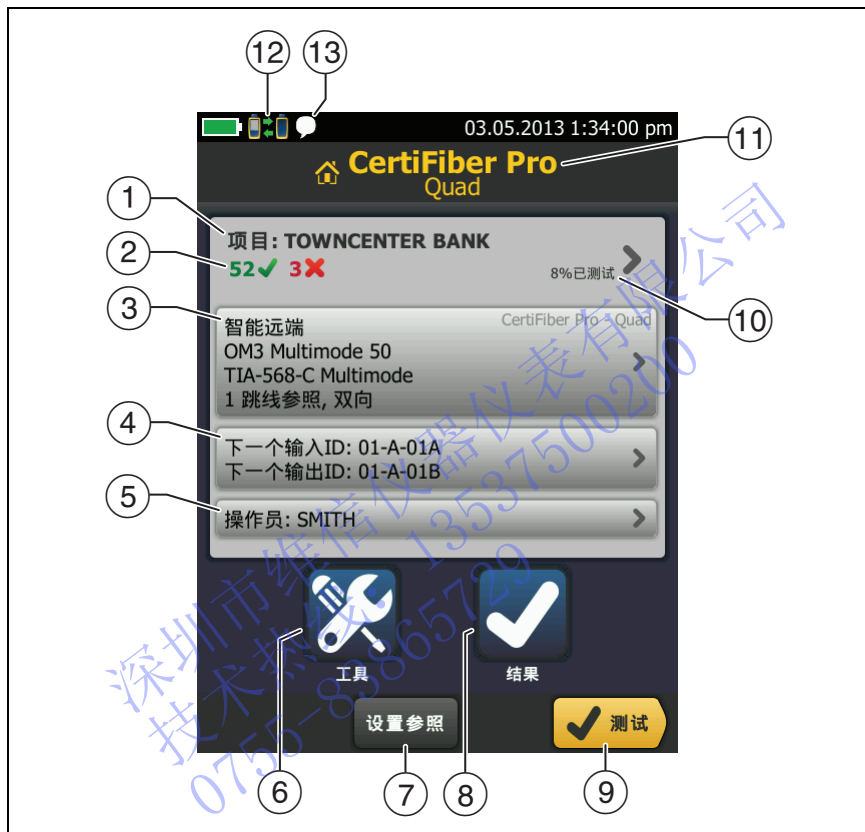 12 13
03.05.2013 1:34:00 pm
CertiFiber Pro
Quad
11
1
项目: TOWNCENTER BANK
2
52 3
8%已测试
10
3
智能远端
CertiFiber Pro - Quad
OM3 Multimode 50
TIA-568-C Multimode
1 跳线参照, 双向
4
下一个输入ID: 01-A-01A
下一个输出ID: 01-A-01B
5
操作员: SMITH
工具
结果
设置参照
测试
6 7 8 9
深圳市维信仪器仪表有限公司
技术热线: 13537500200
0755-83865729